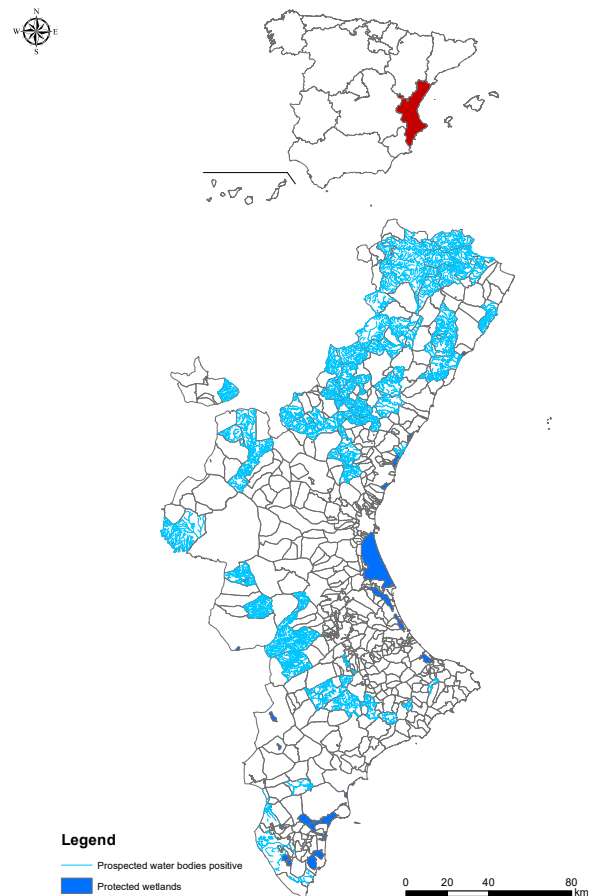 N
W E
S
Legend
Prospected water bodies positive
Protected wetlands
0 20 40 80
km